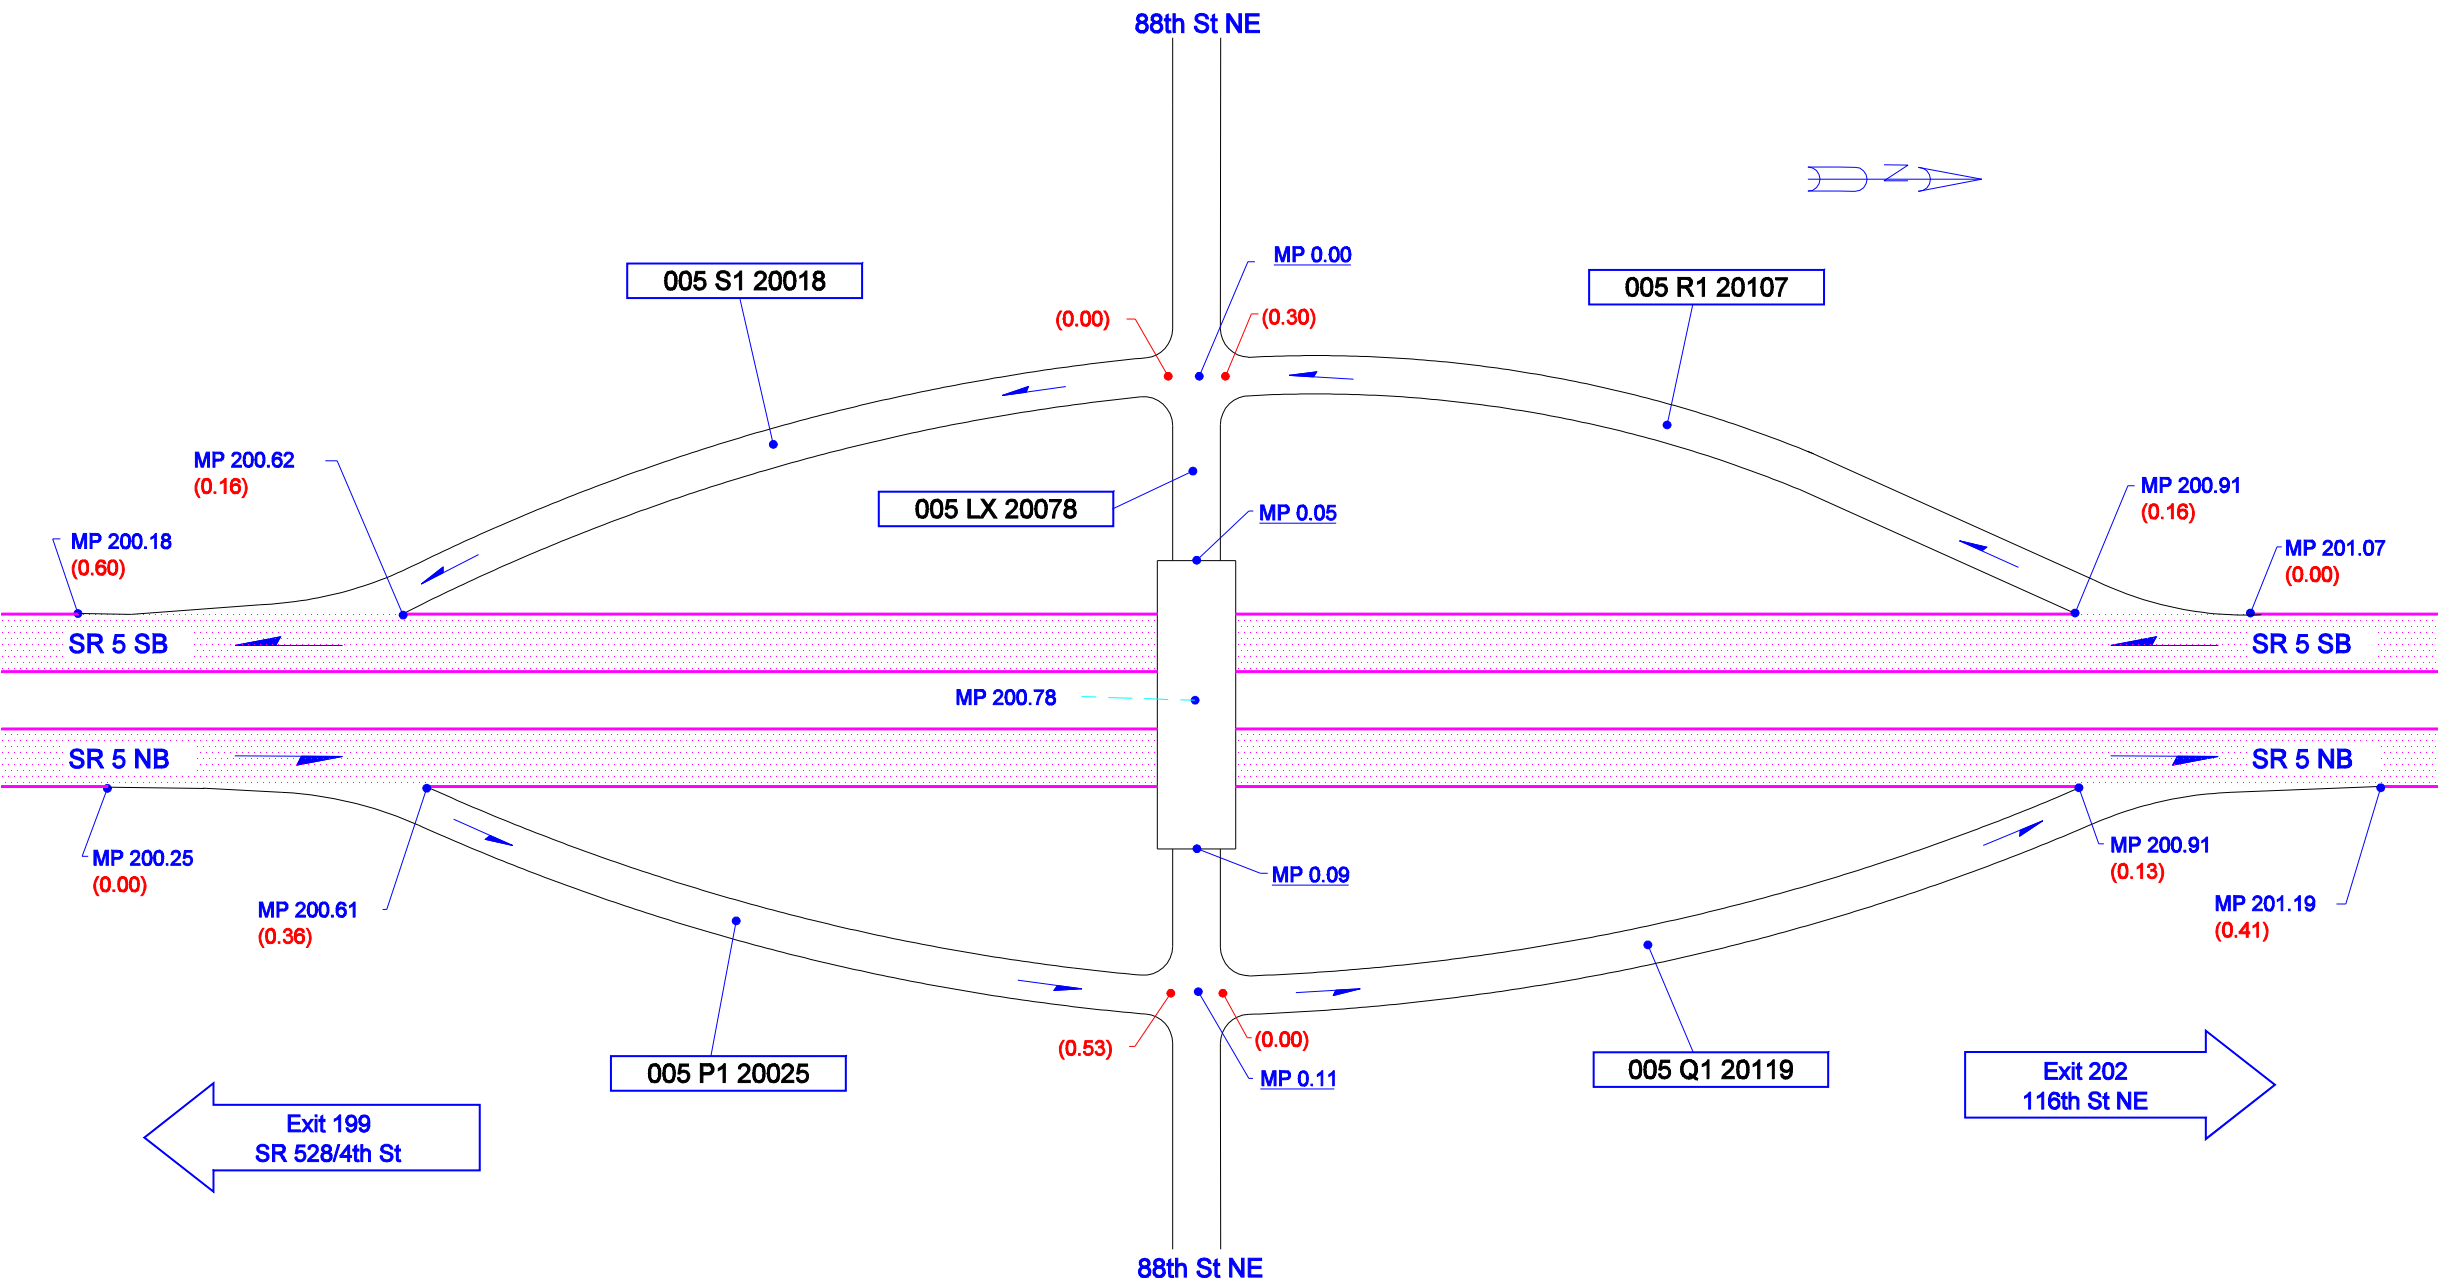 88th St NE
N
MP 0.00
005 S1 20018
005 R1 20107
(0.00)
(0.30)
MP 200.62
(0.16)
MP 200.91
(0.16)
005 LX 20078
MP 0.05
MP 200.18
(0.60)
MP 201.07
(0.00)
SR 5 SB
SR 5 SB
MP 200.78
SR 5 NB
SR 5 NB
MP 200.25
(0.00)
MP 0.09
MP 200.91
(0.13)
MP 200.61
(0.36)
MP 201.19
(0.41)
(0.53)
(0.00)
005 P1 20025
MP 0.11
005 Q1 20119
Exit 202
116th St NE
Exit 199
SR 528/4th St
88th St NE